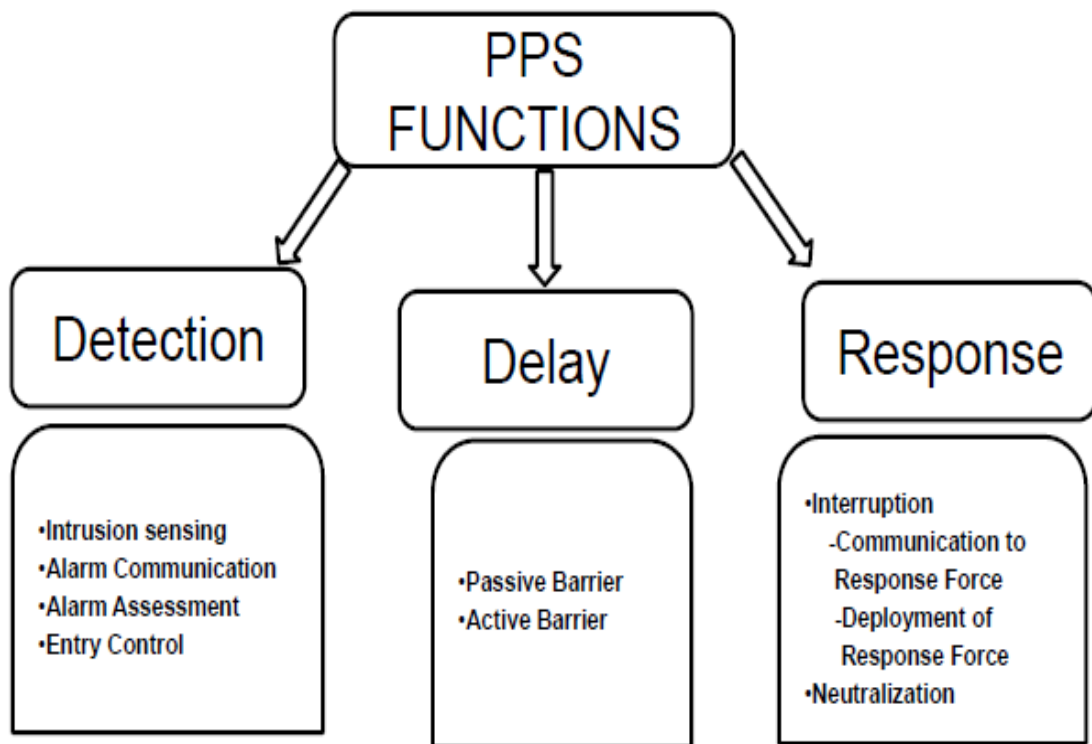 PPS
FUNCTIONS
Detection
Delay
Response
•Intrusion sensing
•Alarm Communication
•Alarm Assessment
•Entry Control
•Passive Barrier
•Active Barrier
•Interruption
-Communication to
Response Force
-Deployment of
Response Force
•Neutralization